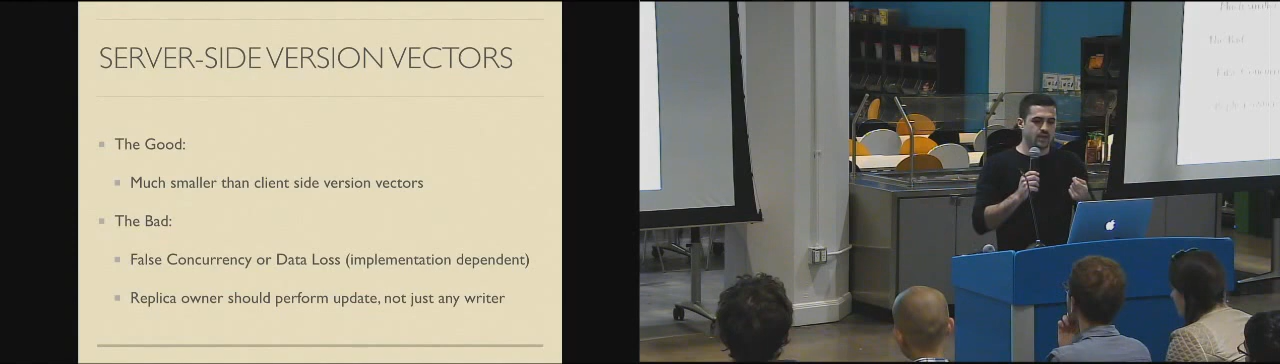 SERVER-SIDE VERSION VECTORS
The Good:
Much smaller than client side version vectors
The Bad:
False Concurrency or Data Loss (implementation dependent)
Replica owner should perform update, not just any writer